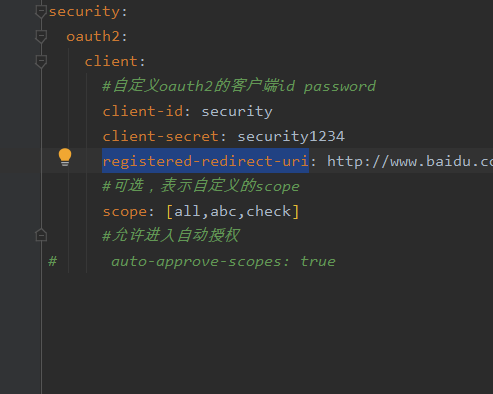 security:
oauth2:
client:
#自定义oauth2的客户端id password
client-id: security
client-secret: security1234
registered-redirect-uri: http://www.baidu.co
#可选，表示自定义的scope
scope: [all,abc,check]
#允许进入自动授权
# auto-approve-scopes: true